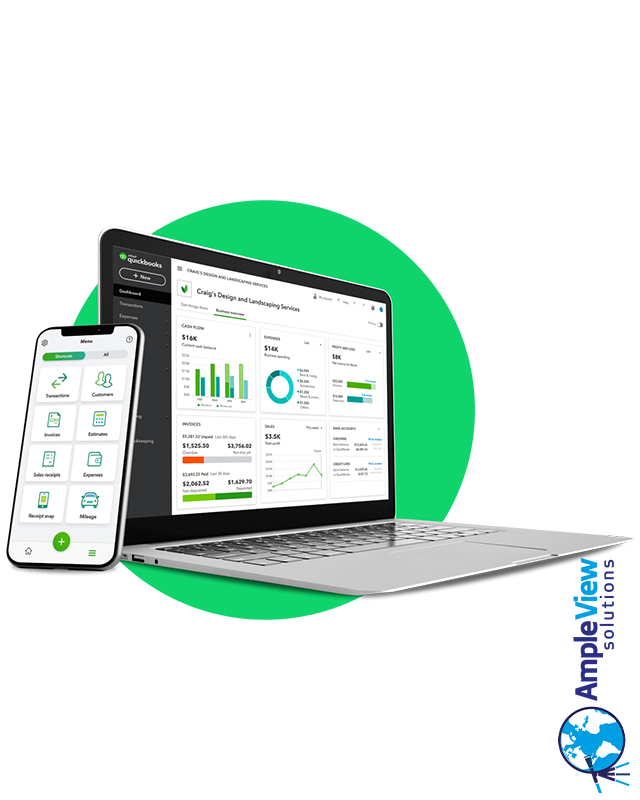 intuit
quickbooks
+ New
CRAIG'S DESIGN AND LANDSCAPING SERVICES
Craig's Design and Landscaping Services
Dashboard
Transactions
Expenses
Get things done
Business overview
CASH FLOW
$16K
Current cash balance
EXPENSES
$14K
Business spending
PROFIT AND LOSS
$8K
INVOICES
$5,281.52 Unpaid Last 365 days
$1,525.50
$3,756.02
Overdue
Not due yet
$3,692.22 Paid Last 30 days
$2,062.52
$1,629.70
Not deposited
Deposited
SALES
This month
$3.5K
Total profit
BANK ACCOUNTS
CHECKING
CREDIT CARD
Menu
Shortcuts
All
Transactions
Customers
Invoices
Estimates
Sales receipts
Expenses
Receipt snap
Mileage
+
AmpleView
solutions